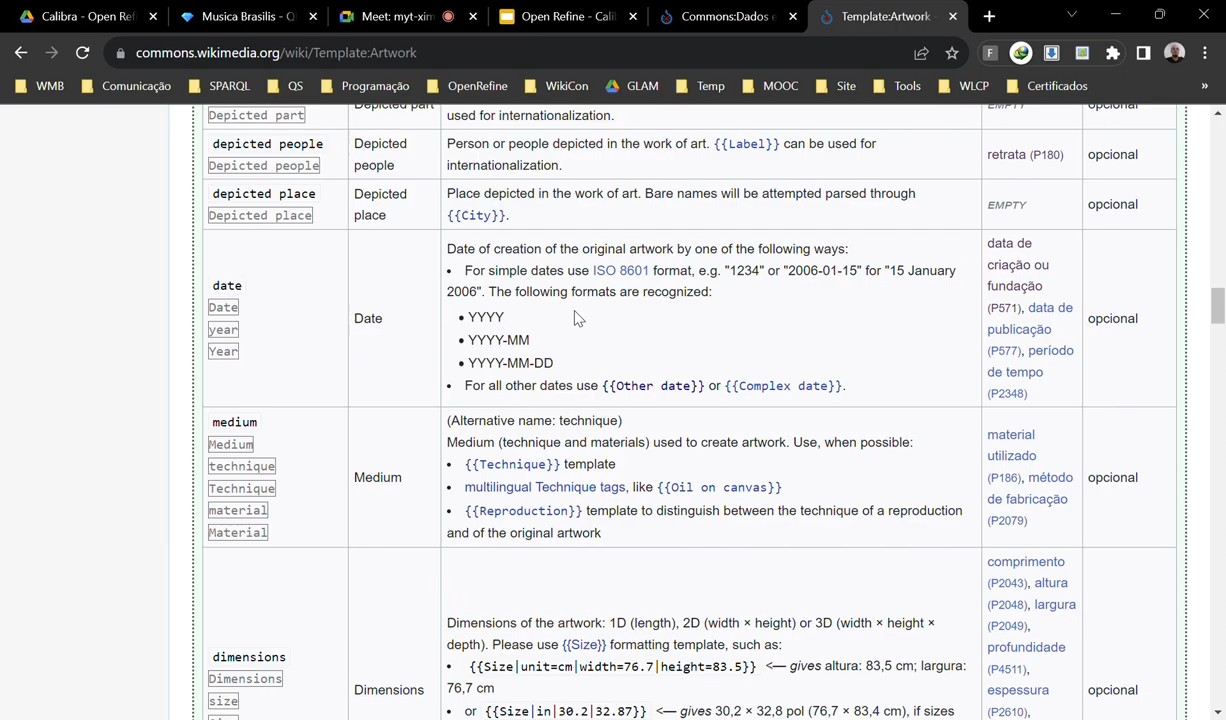 Calibra - Open Refi
Musica Brasilis - Q
Meet: myt-xim
Open Refine - Cali
Commons:Dados e
Template:Artwork
commons.wikimedia.org/wiki/Template:Artwork
WMB
Comunicação
SPARQL
QS
Programação
OpenRefine
WikiCon
GLAM
Temp
MOOC
Site
Tools
WLCP
Certificados
»
Depicted part
Depicted part
used for internationalization.
EMPTY
opcional
depicted people
Depicted people
Depicted
people
Person or people depicted in the work of art. {{Label}} can be used for
internationalization.
retrata (P180)
opcional
depicted place
Depicted place
Depicted
place
Place depicted in the work of art. Bare names will be attempted parsed through
{{City}}.
EMPTY
opcional
date
Date
year
Year
Date
Date of creation of the original artwork by one of the following ways:
• For simple dates use ISO 8601 format, e.g. "1234" or "2006-01-15" for "15 January
2006". The following formats are recognized:
• YYYY
• YYYY-MM
• YYYY-MM-DD
• For all other dates use {{Other date}} or {{Complex date}}.
data de
criação ou
fundação
(P571), data de
publicação
(P577), período
de tempo
(P2348)
opcional
medium
Medium
technique
Technique
material
Material
Medium
(Alternative name: technique)
Medium (technique and materials) used to create artwork. Use, when possible:
• {{Technique}} template
• multilingual Technique tags, like {{Oil on canvas}}
• {{Reproduction}} template to distinguish between the technique of a reproduction
and of the original artwork
material
utilizado
(P186), método
de fabricação
(P2079)
opcional
dimensions
Dimensions
size
Dimensions
Dimensions of the artwork: 1D (length), 2D (width × height) or 3D (width × height ×
depth). Please use {{Size}} formatting template, such as:
• {{Size|unit=cm|width=76.7|height=83.5}} <— gives altura: 83,5 cm; largura:
76,7 cm
• or {{Size|in|30.2|32.87}} <— gives 30,2 × 32,8 pol (76,7 × 83,4 cm), if sizes
comprimento
(P2043), altura
(P2048), largura
(P2049),
profundidade
(P4511),
espessura
(P2610),
opcional